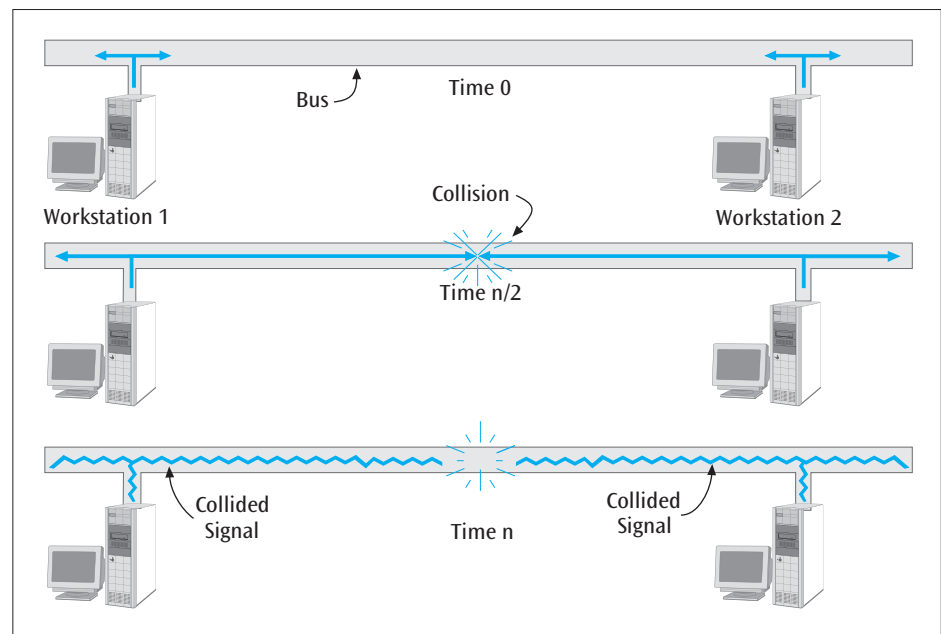 Bus
Time 0
Workstation 1
Collision
Workstation 2
Time n/2
Collided
Signal
Time n
Collided
Signal